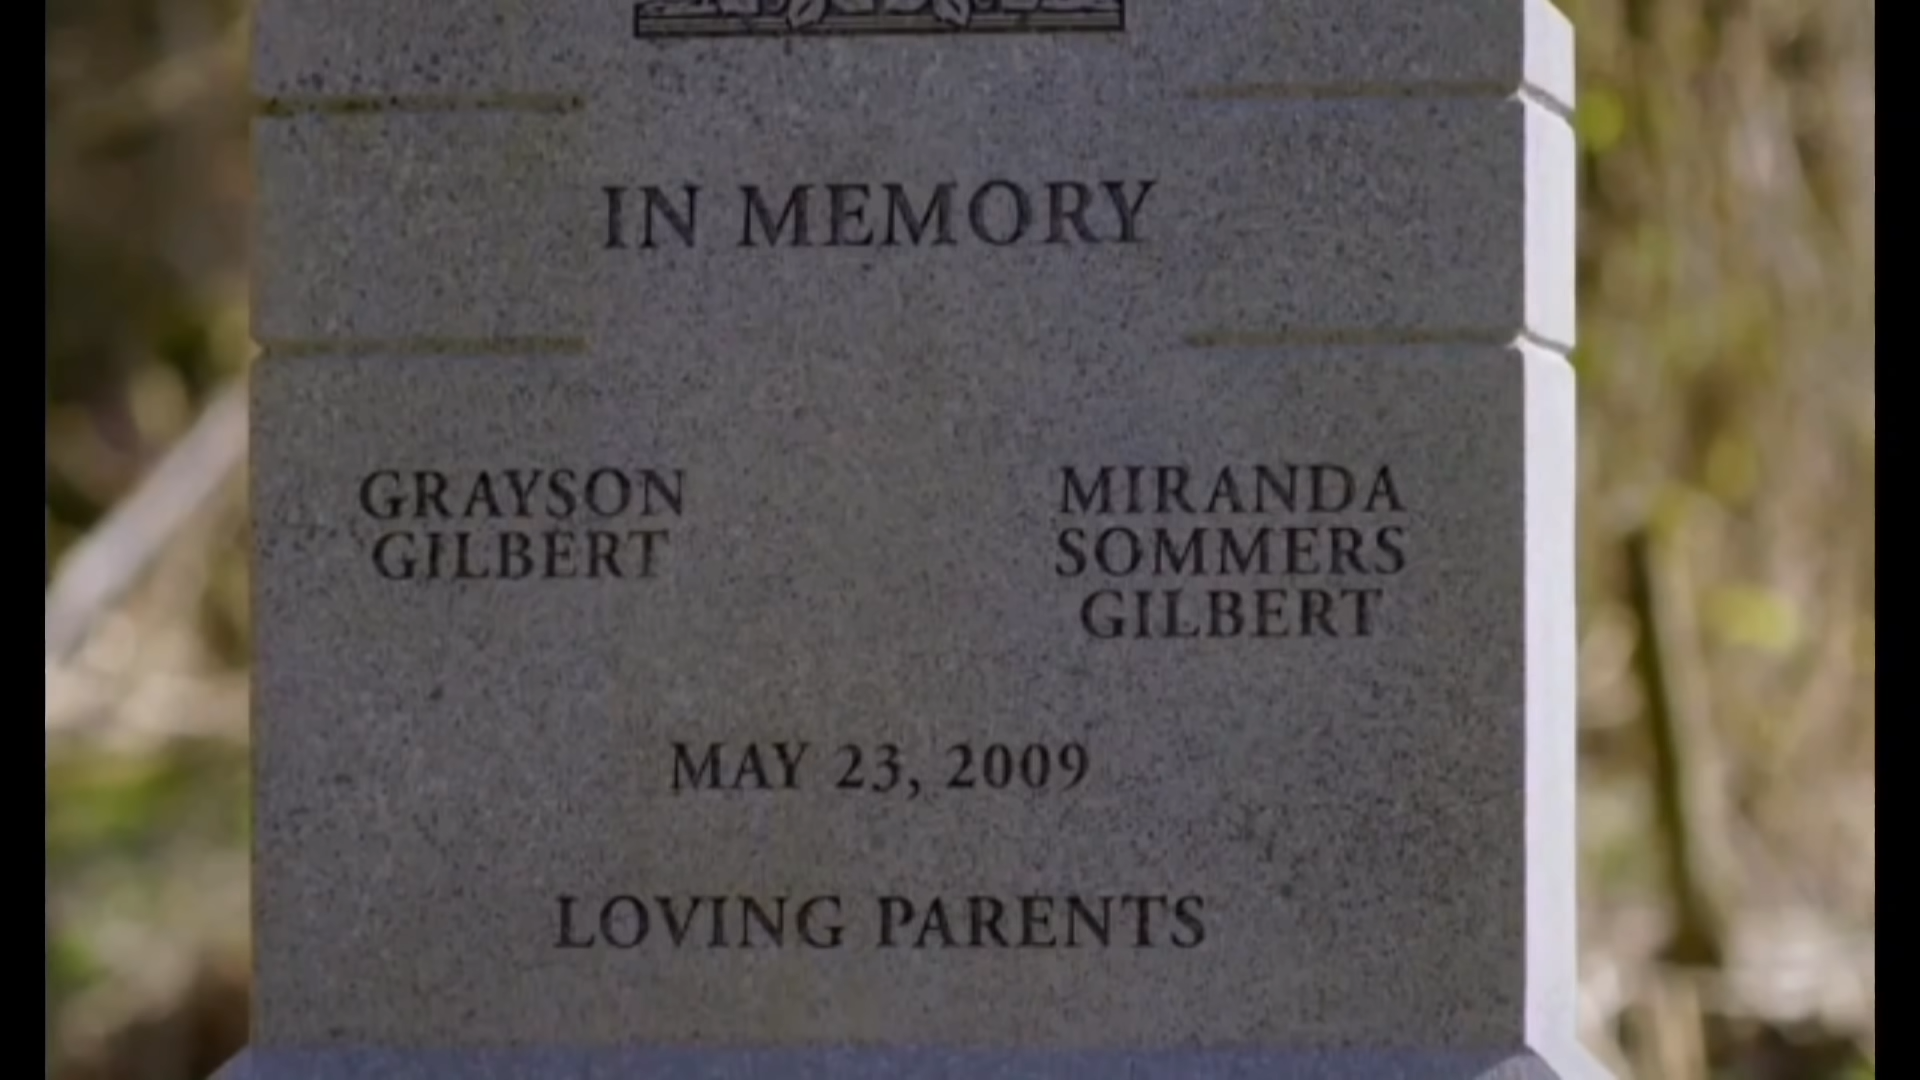 IN MEMORY
GRAYSON
GILBERT
MIRANDA
SOMMERS
GILBERT
MAY 23, 2009
LOVING PARENTS